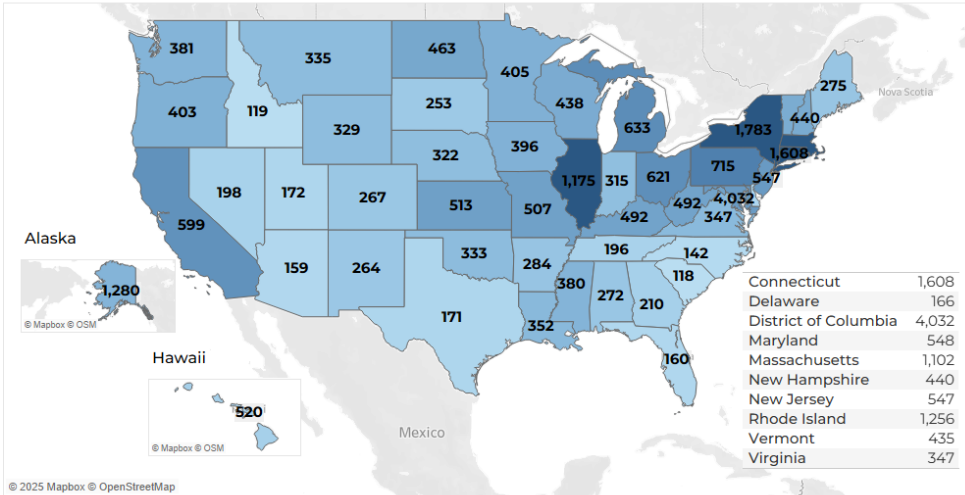 463
381
335
405
275
Nova Scotia
403
119
253
438
440
329
633
1,783
322
396
1,608
715
198
172
267
1,175
315
621
547
513
507
492
492
4,032
347
599
Alaska
333
196
142
159
264
284
118
1,280
380
272
210
Connecticut 1,608
171
352
Delaware 166
© Mapbox © OSM
District of Columbia 4,032
Maryland 548
Hawaii
160
Massachusetts 1,102
New Hampshire 440
New Jersey 547
520
Rhode Island 1,256
Mexico
Vermont 435
© Mapbox © OSM
Virginia 347
© 2025 Mapbox © OpenStreetMap